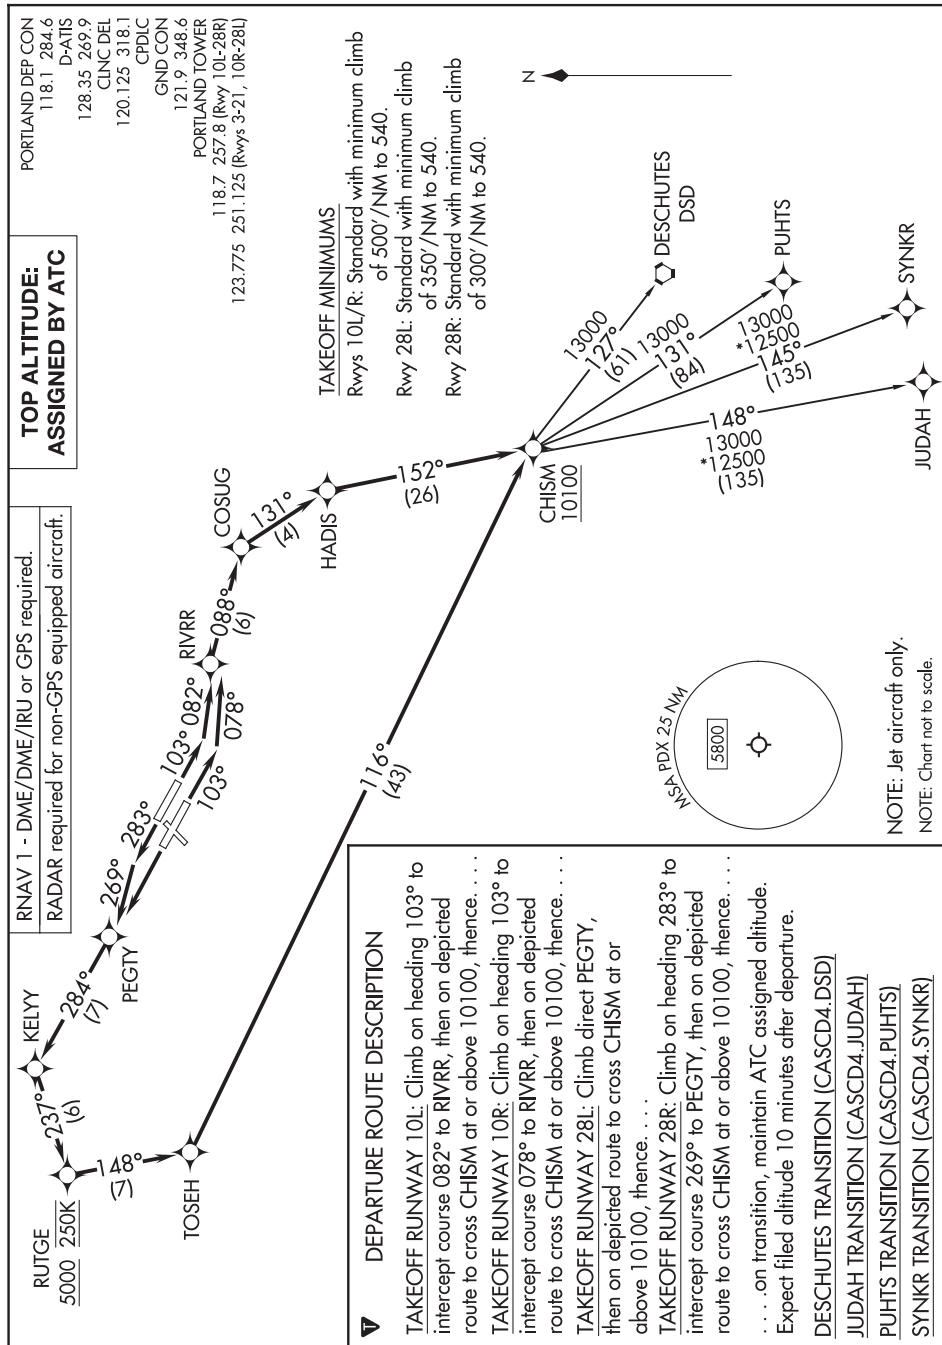 RNAV 1 - DME/DME/IRU or GPS required.
RADAR required for non-GPS equipped aircraft.
TOP ALTITUDE:
ASSIGNED BY ATC
PORTLAND DEP CON
118.1 284.6
D-ATIS
128.35 269.9
CLNC DEL
120.125 318.1
CPDLC
GND CON
121.9 348.6
PORTLAND TOWER
118.7 257.8 (Rwy 10L-28R)
123.775 251.125 (Rwys 3-21, 10R-28L)
TAKEOFF MINIMUMS
Rwys 10L/R: Standard with minimum climb
of 500'/NM to 540.
Rwy 28L: Standard with minimum climb
of 350'/NM to 540.
Rwy 28R: Standard with minimum climb
of 300'/NM to 540.
N
RUTGE
5000 250K
237°
(6)
KELYY
284°
(7)
PEGTY
269°
283°
103°
082°
103°
078°
RIVRR
088°
(6)
COSUG
131°
(4)
HADIS
152°
(26)
148°
(7)
TOSEH
116°
(43)
CHISM
10100
13000
127°
(61)
DESCHUTES
DSD
13000
131°
(84)
PUHTS
13000
*12500
145°
(135)
SYNKR
148°
13000
*12500
(135)
JUDAH
MSA PDX 25 NM
5800
NOTE: Jet aircraft only.
NOTE: Chart not to scale.
T
DEPARTURE ROUTE DESCRIPTION
TAKEOFF RUNWAY 10L: Climb on heading 103° to
intercept course 082° to RIVRR, then on depicted
route to cross CHISM at or above 10100, thence. . . .
TAKEOFF RUNWAY 10R: Climb on heading 103° to
intercept course 078° to RIVRR, then on depicted
route to cross CHISM at or above 10100, thence. . . .
TAKEOFF RUNWAY 28L: Climb direct PEGTY,
then on depicted route to cross CHISM at or
above 10100, thence. . . .
TAKEOFF RUNWAY 28R: Climb on heading 283° to
intercept course 269° to PEGTY, then on depicted
route to cross CHISM at or above 10100, thence. . . .
. . . .on transition, maintain ATC assigned altitude.
Expect filed altitude 10 minutes after departure.
DESCHUTES TRANSITION (CASCD4.DSD)
JUDAH TRANSITION (CASCD4.JUDAH)
PUHTS TRANSITION (CASCD4.PUHTS)
SYNKR TRANSITION (CASCD4.SYNKR)